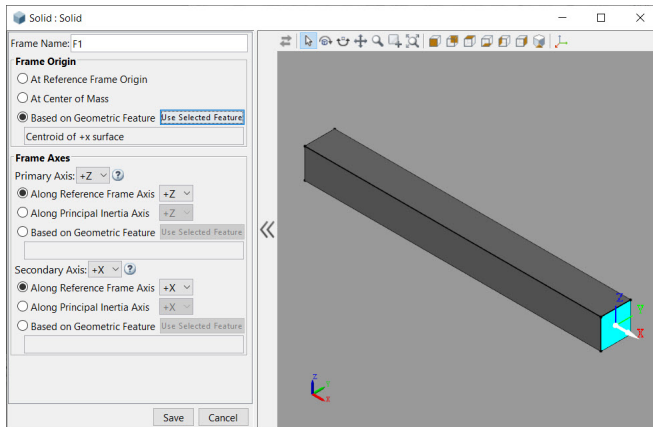 Solid : Solid
Frame Name: F1
Frame Origin
At Reference Frame Origin
At Center of Mass
Based on Geometric Feature Use Selected Feature
Centroid of +x surface
Frame Axes
Primary Axis: +Z ?
Along Reference Frame Axis +Z
Along Principal Inertia Axis +Z
Based on Geometric Feature Use Selected Feature
Secondary Axis: +X ?
Along Reference Frame Axis +X
Along Principal Inertia Axis +X
Based on Geometric Feature Use Selected Feature
Save Cancel
Z
Y
X
z
x